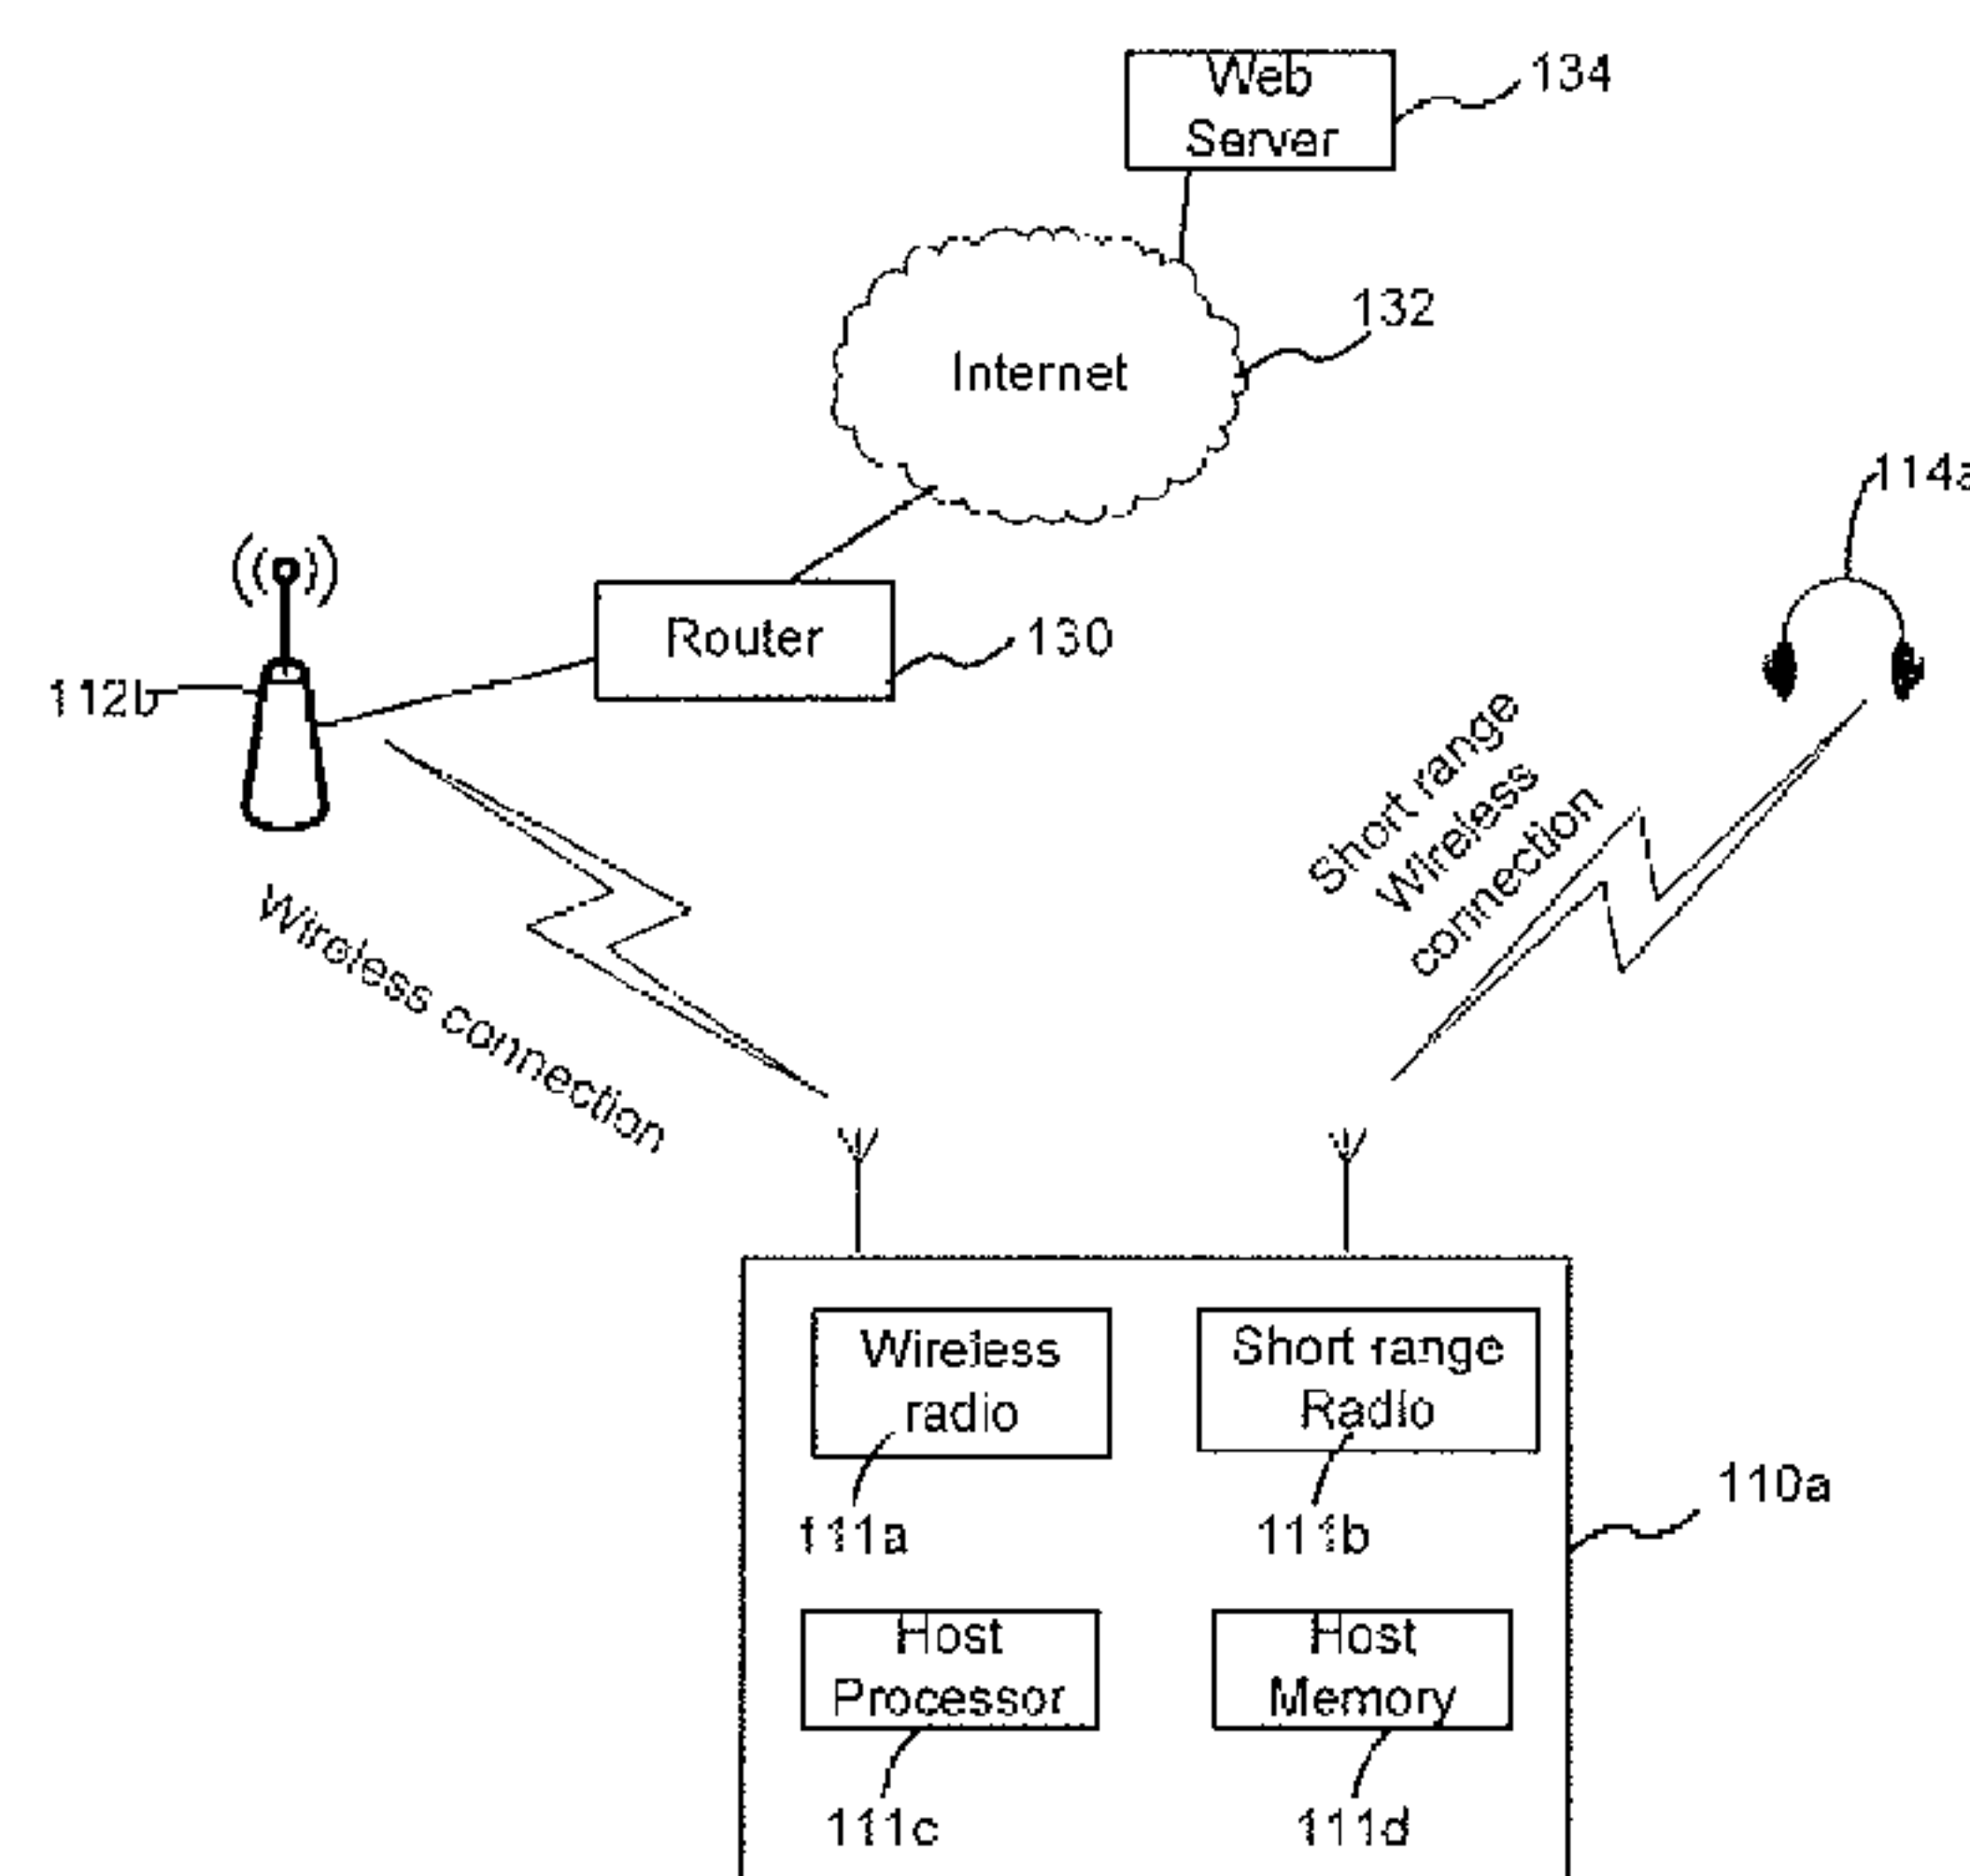 Web
Server
134
132
Internet
114a
Router
130
112b
Short range
Wireless
connection
Wireless connection
Wireless
radio
Short range
Radio
111a
111b
110a
Host
Processor
Host
Memory
111c
111d